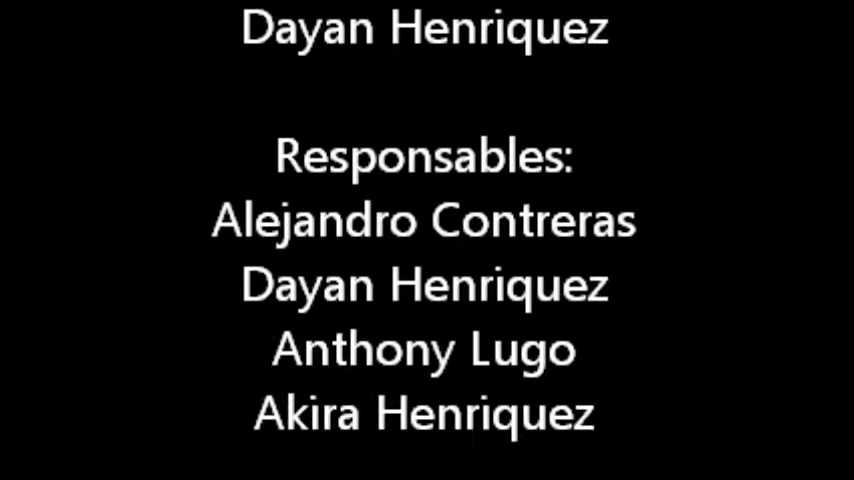 Dayan Henriquez
Responsables:
Alejandro Contreras
Dayan Henriquez
Anthony Lugo
Akira Henriquez